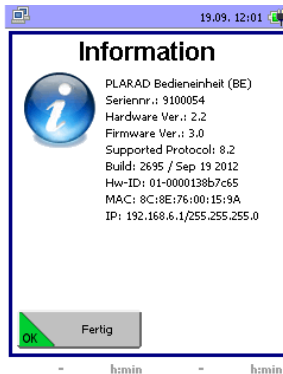 19.09. 12:01
Information
PLARAD Bedieneinheit (BE)
Seriennr.: 9100054
Hardware Ver.: 2.2
Firmware Ver.: 3.0
Supported Protocol: 8.2
Build: 2695 / Sep 19 2012
Hw-ID: 01-0000138b7c65
MAC: 8C:8E:76:00:15:9A
IP: 192.168.6.1/255.255.255.0
OK Fertig
- h:min - h:min